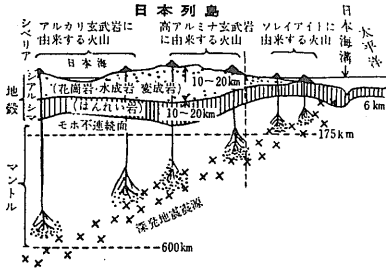 日本列島
シベリア
アルカリ玄武岩に
由来する火山
高アルミナ玄武岩
に由来する火山
ソレイアイトに
由来する火山
日本海溝
太平洋
日本海
地殻
シアル
シマ
(花崗岩・水成岩 変成岩)
10～20km
(はんれい岩)
10～20km
6km
モホ不連続面
175km
マントル
深発地震震源
600km